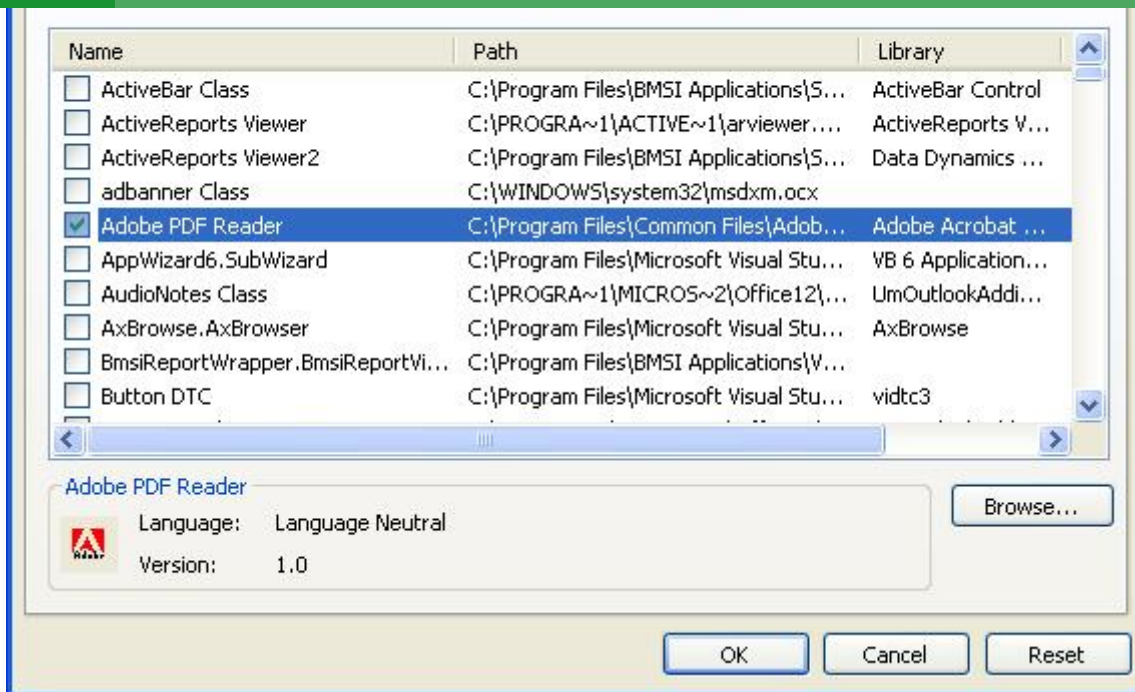 Name Path Library
ActiveBar Class C:\Program Files\BMSI Applications\S... ActiveBar Control
ActiveReports Viewer C:\PROGRA~1\ACTIVE~1\arviewer.... ActiveReports V...
ActiveReports Viewer2 C:\Program Files\BMSI Applications\S... Data Dynamics ...
adbanner Class C:\WINDOWS\system32\msdxm.ocx
Adobe PDF Reader C:\Program Files\Common Files\Adob... Adobe Acrobat ...
AppWizard6.SubWizard C:\Program Files\Microsoft Visual Stu... VB 6 Application...
AudioNotes Class C:\PROGRA~1\MICROS~2\Office12\... UmOutlookAddi...
AxBrowse.AxBrowser C:\Program Files\Microsoft Visual Stu... AxBrowse
BmsiReportWrapper.BmsiReportVi... C:\Program Files\BMSI Applications\V...
Button DTC C:\Program Files\Microsoft Visual Stu... vidtc3
Adobe PDF Reader
Browse...
Language: Language Neutral
Adobe
Version: 1.0
OK Cancel Reset